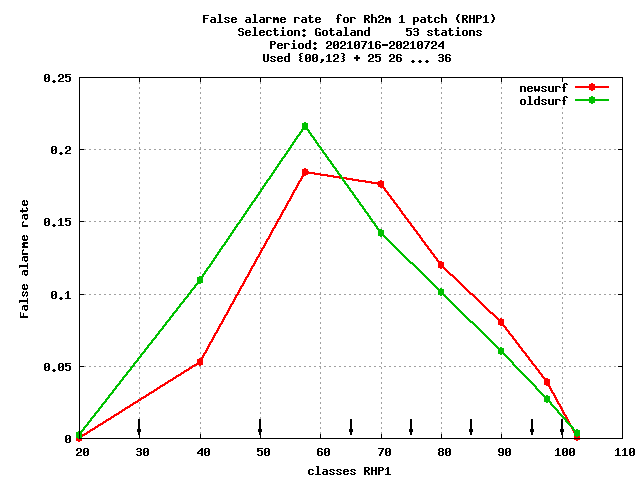 False alarme rate  for Rh2m 1 patch (RHP1)
Selection: Gotaland     53 stations
Period: 20210716-20210724
Used {00,12} + 25 26 ... 36
newsurf
oldsurf
0.25
0.2
0.15
0.1
0.05
0
False alarme rate
20 30 40 50 60 70 80 90 100 110
classes RHP1